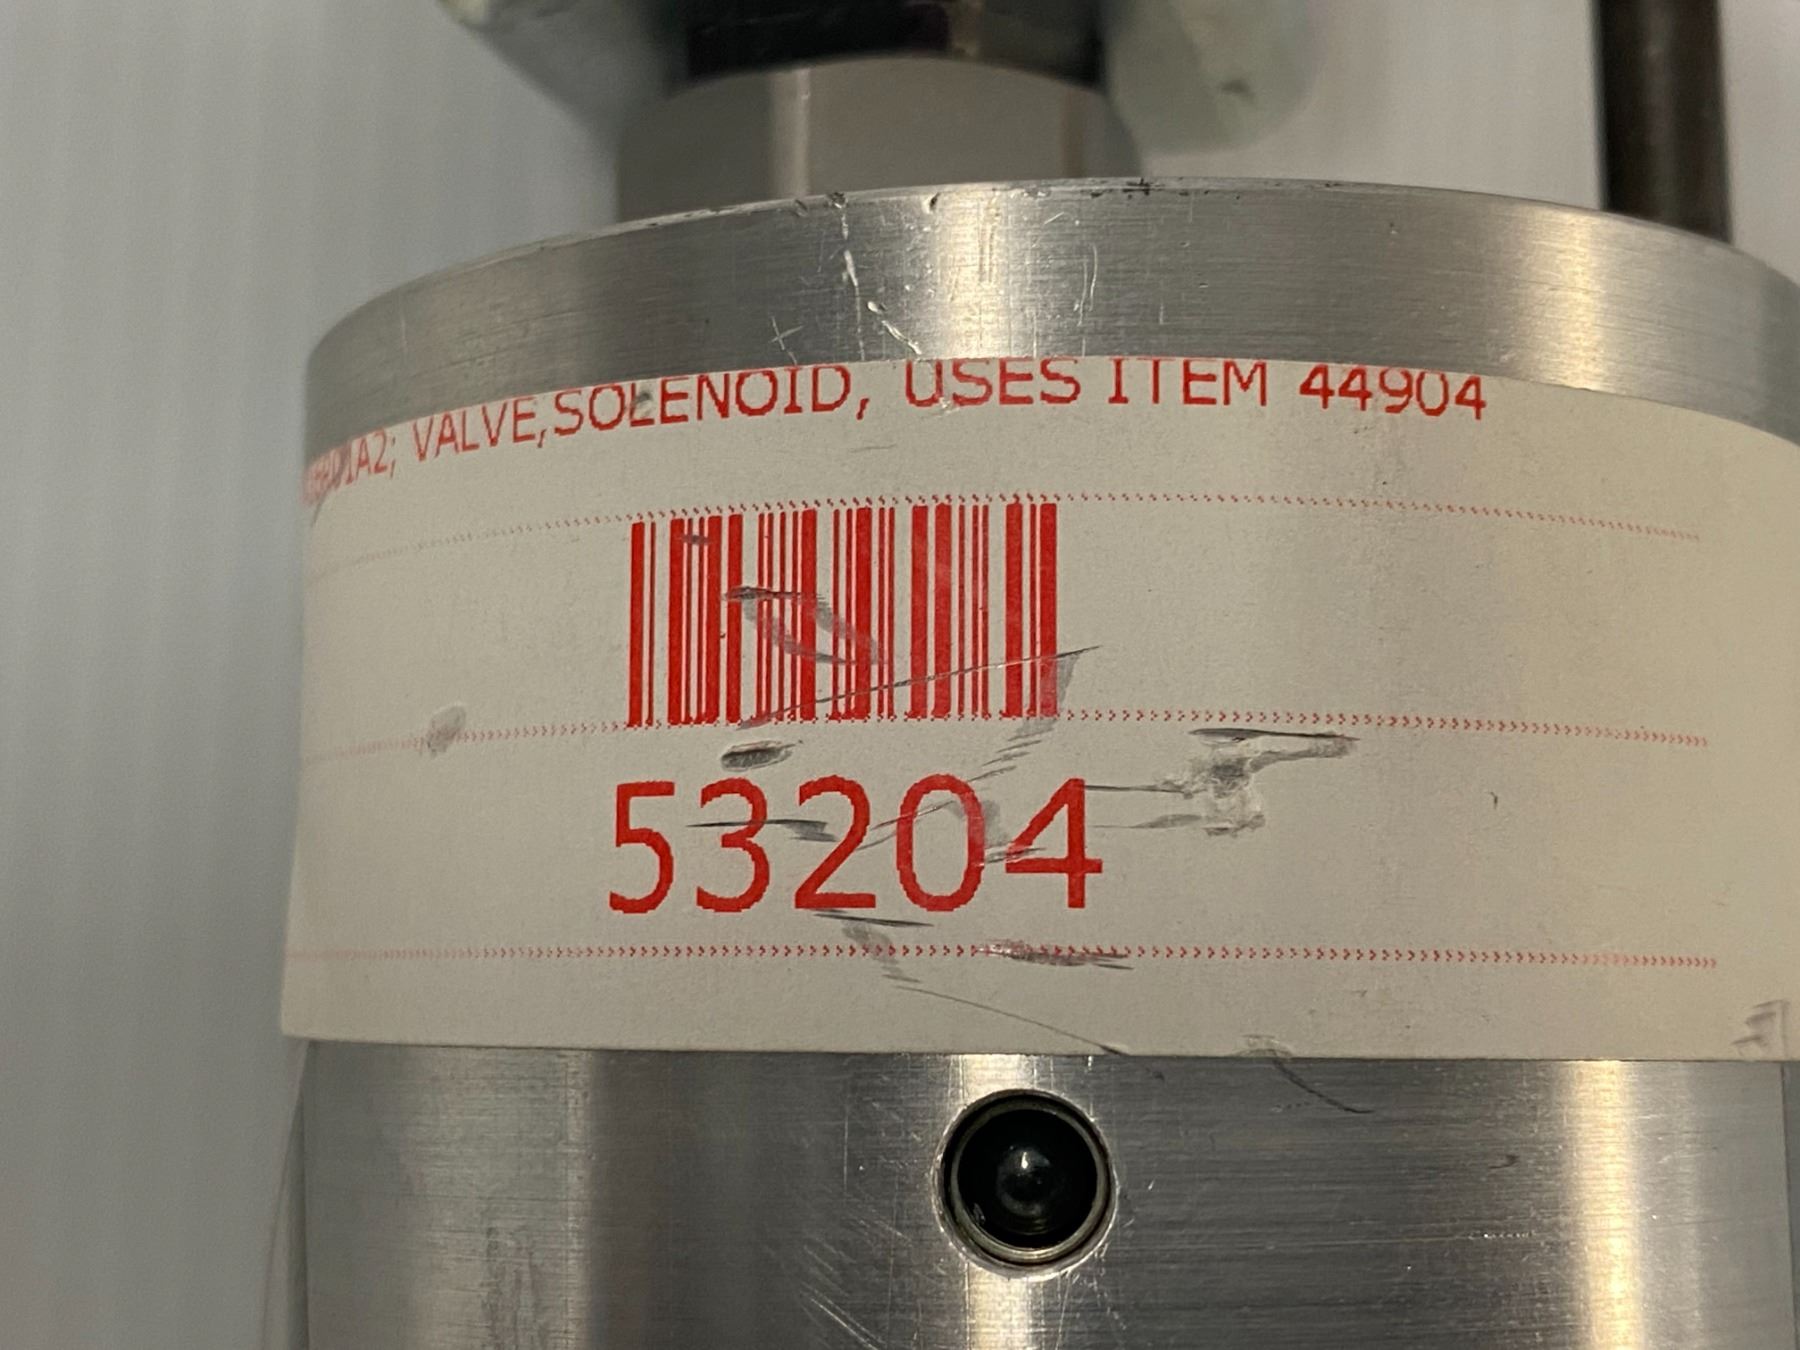 VALVE,SOLENOID, USES ITEM 44904
53204